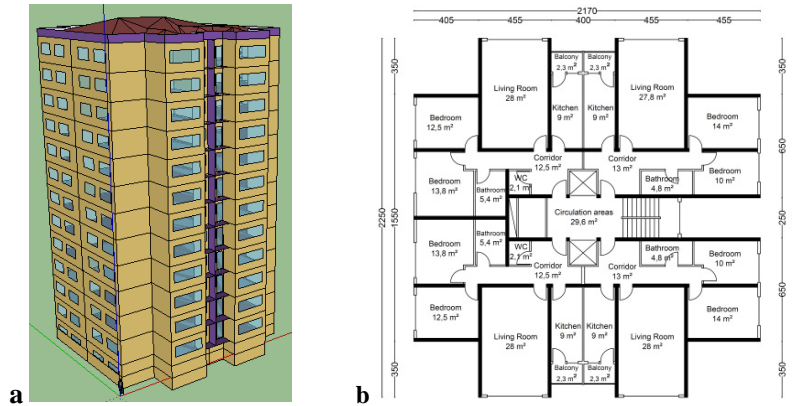 2170
405 455 400 455 455
350
1550
350
2250
350
650
250
650
350
Balcony
2,3 m²
Balcony
2,3 m²
Living Room
28 m²
Kitchen
9 m²
Kitchen
9 m²
Living Room
27,8 m²
Bedroom
12,5 m²
Bedroom
14 m²
Corridor
12,5 m²
Corridor
13 m²
Bedroom
13,8 m²
Bathroom
5,4 m²
WC
2,1 m²
Bathroom
4,8 m²
Bedroom
10 m²
Circulation areas
29,6 m²
Bedroom
13,8 m²
Bathroom
5,4 m²
WC
2,1 m²
Bathroom
4,8 m²
Bedroom
10 m²
Corridor
12,5 m²
Corridor
13 m²
Bedroom
12,5 m²
Bedroom
14 m²
Living Room
28 m²
Kitchen
9 m²
Kitchen
9 m²
Living Room
28 m²
Balcony
2,3 m²
Balcony
2,3 m²
a
b